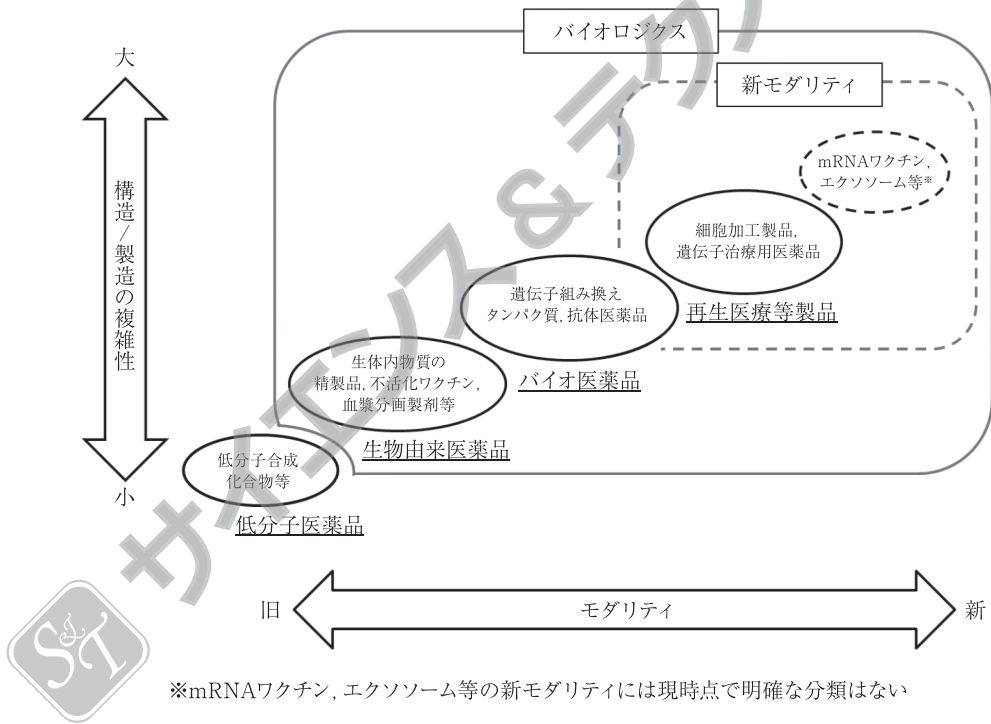 バイオロジクス
新モダリティ
大
構造/製造の複雑性
小
mRNAワクチン,
エクソソーム等※
細胞加工製品,
遺伝子治療用医薬品
再生医療等製品
遺伝子組み換え
タンパク質, 抗体医薬品
バイオ医薬品
生体内物質の
精製品, 不活化ワクチン,
血漿分画製剤等
生物由来医薬品
低分子合成
化合物等
低分子医薬品
旧
モダリティ
新
※mRNAワクチン, エクソソーム等の新モダリティには現時点で明確な分類はない
サイエンス&テク
S&T